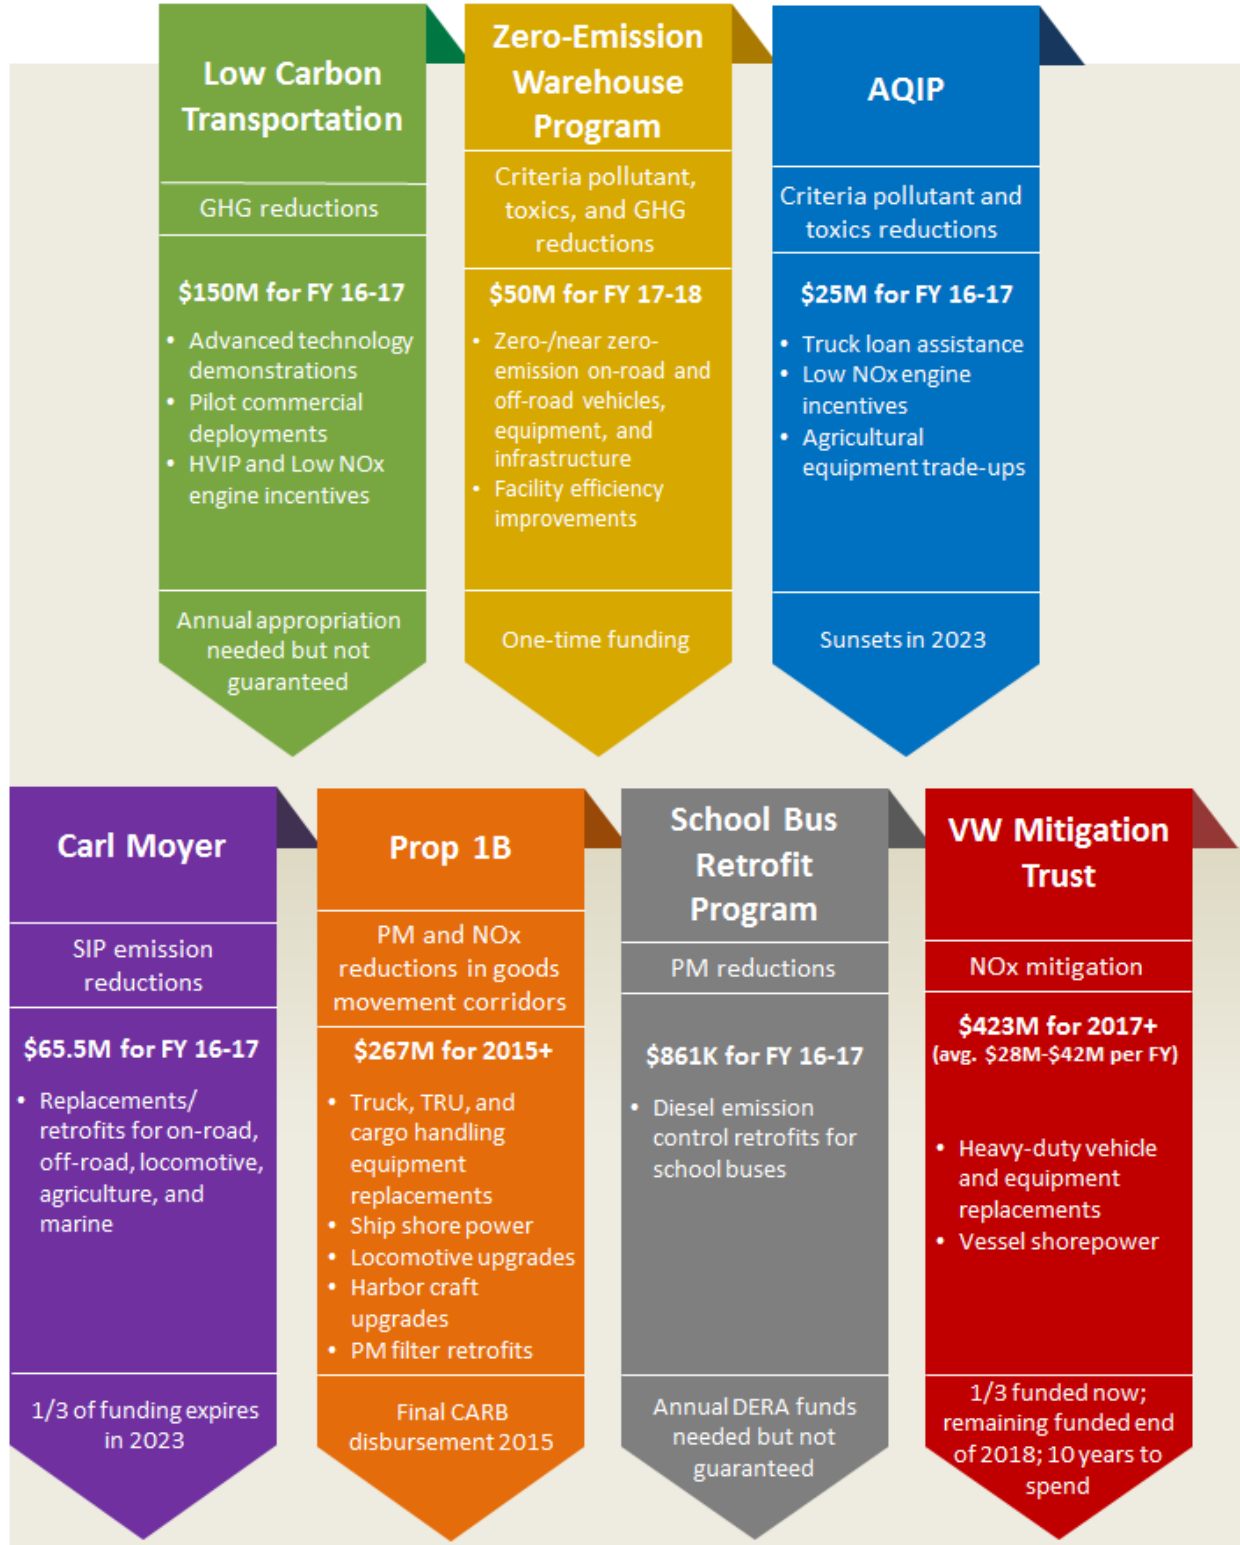 Low Carbon
Transportation
GHG reductions
$150M for FY 16-17
• Advanced technology
demonstrations
• Pilot commercial
deployments
• HVIP and Low NOx
engine incentives
Annual appropriation
needed but not
guaranteed
Zero-Emission
Warehouse
Program
Criteria pollutant,
toxics, and GHG
reductions
$50M for FY 17-18
• Zero-/near zero-
emission on-road and
off-road vehicles,
equipment, and
infrastructure
• Facility efficiency
improvements
One-time funding
AQIP
Criteria pollutant and
toxics reductions
$25M for FY 16-17
• Truck loan assistance
• Low NOx engine
incentives
• Agricultural
equipment trade-ups
Sunsets in 2023
Carl Moyer
SIP emission
reductions
$65.5M for FY 16-17
• Replacements/
retrofits for on-road,
off-road, locomotive,
agriculture, and
marine
1/3 of funding expires
in 2023
Prop 1B
PM and NOx
reductions in goods
movement corridors
$267M for 2015+
• Truck, TRU, and
cargo handling
equipment
replacements
• Ship shore power
• Locomotive upgrades
• Harbor craft
upgrades
• PM filter retrofits
Final CARB
disbursement 2015
School Bus
Retrofit
Program
PM reductions
$861K for FY 16-17
• Diesel emission
control retrofits for
school buses
Annual DERA funds
needed but not
guaranteed
VW Mitigation
Trust
NOx mitigation
$423M for 2017+
(avg. $28M-$42M per FY)
• Heavy-duty vehicle
and equipment
replacements
• Vessel shorepower
1/3 funded now;
remaining funded end
of 2018; 10 years to
spend